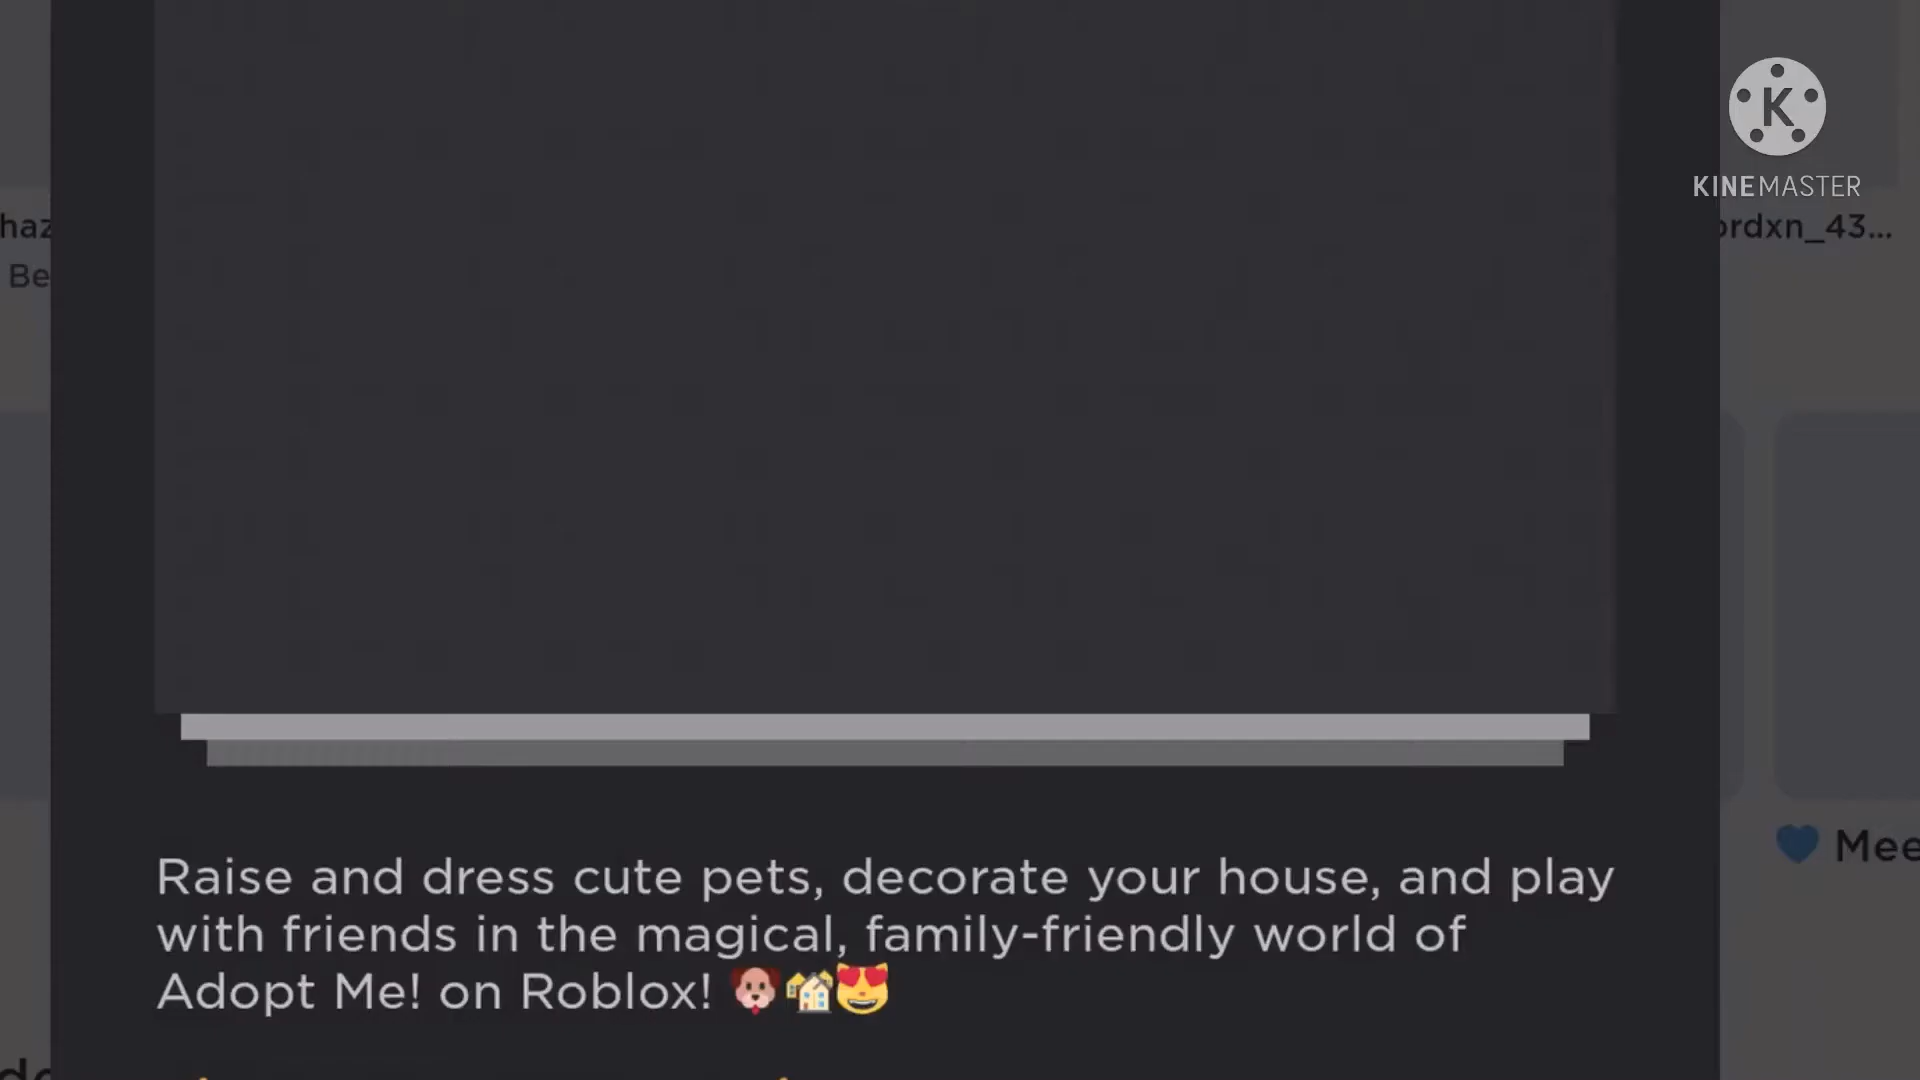 KINEMASTER
haz
ordxn_43...
Be
Mee
Raise and dress cute pets, decorate your house, and play
with friends in the magical, family-friendly world of
Adopt Me! on Roblox! 🐶🏘️😻